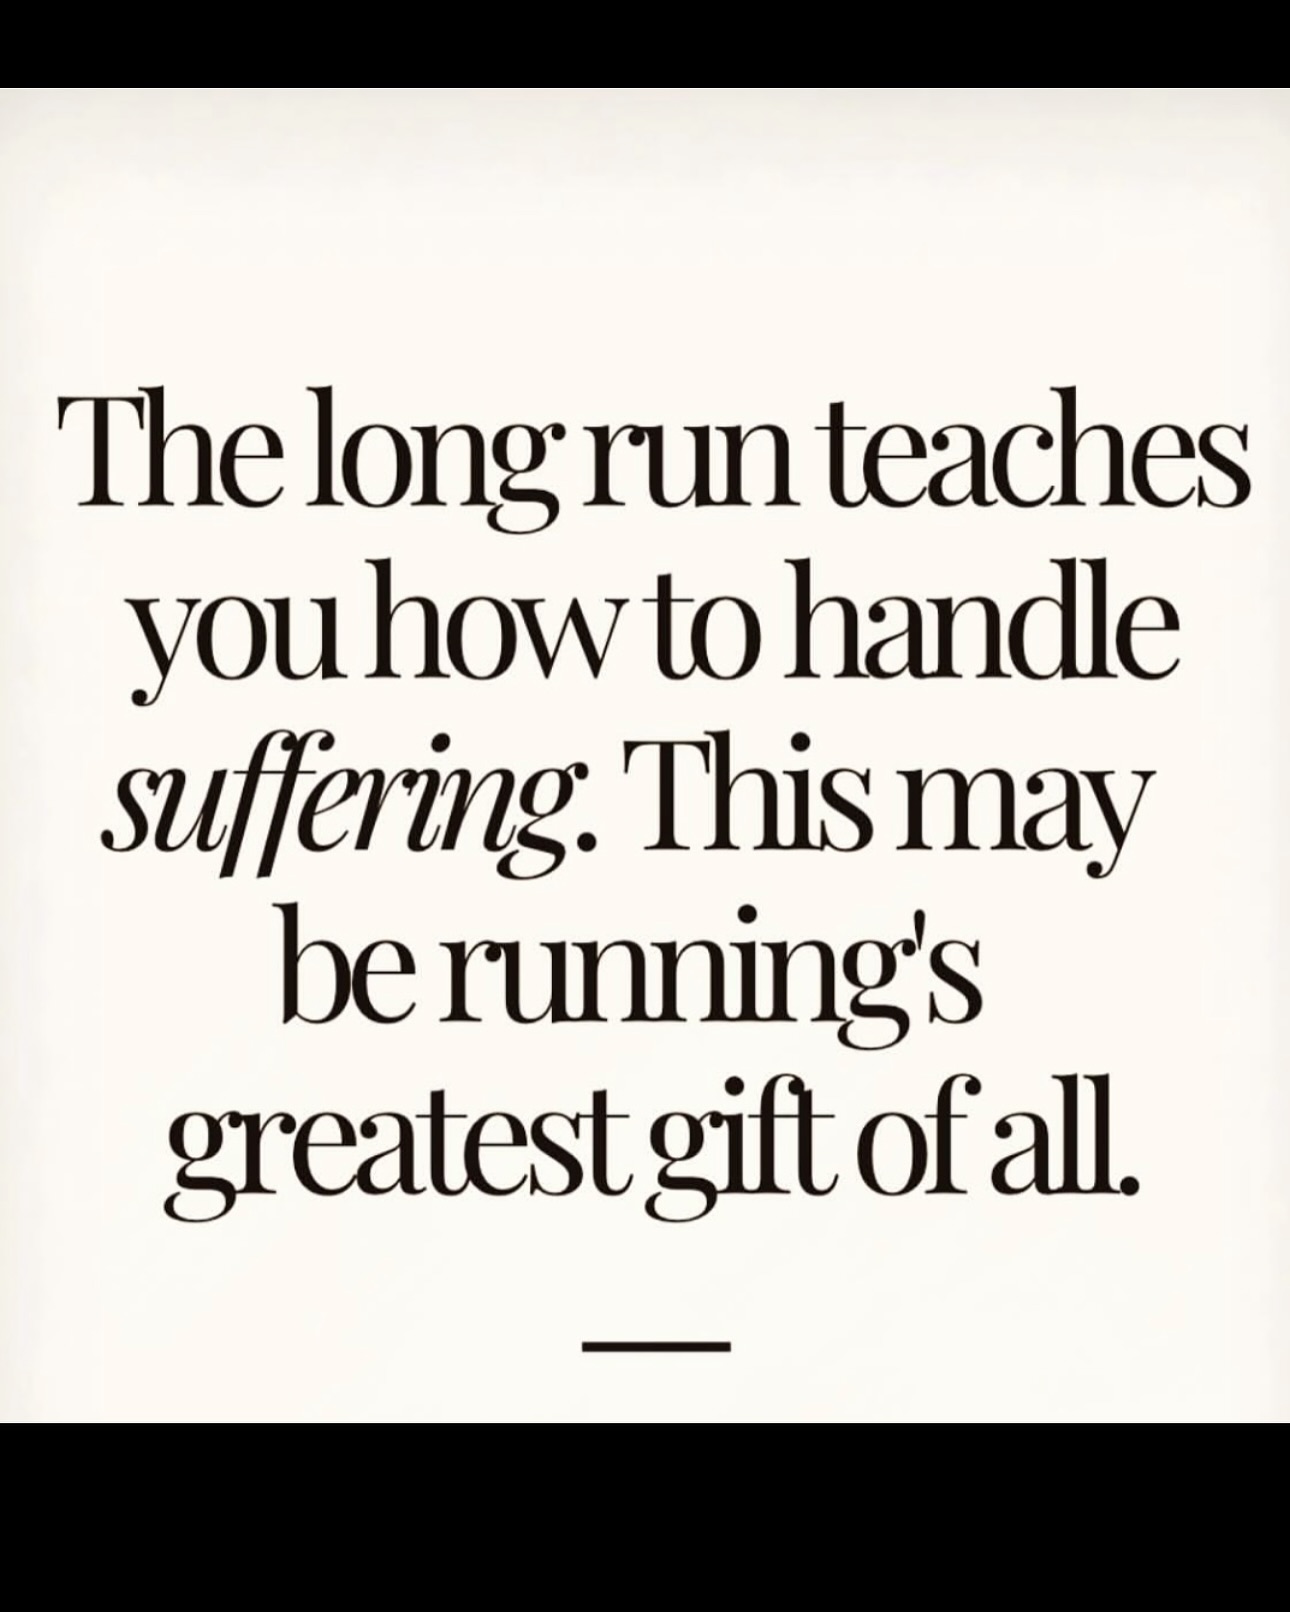 The long run teaches
you how to handle
suffering. This may
be running's
greatest gift of all.